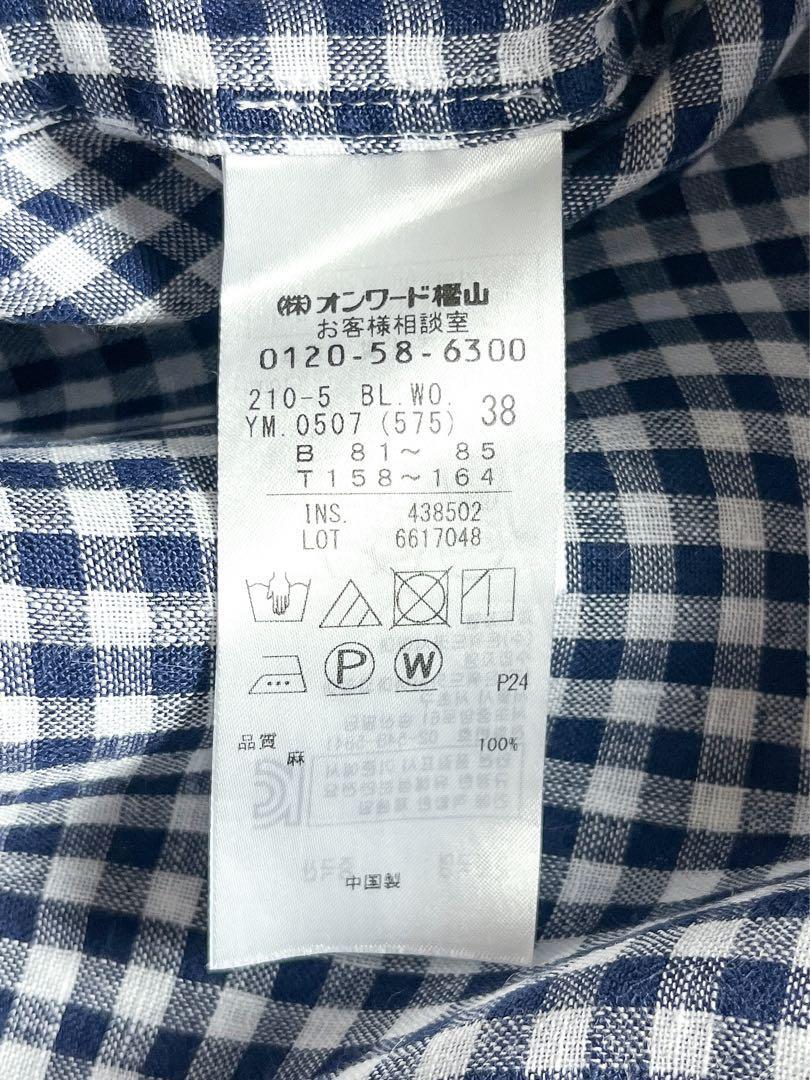 (株)オンワード樫山
お客様相談室
0120-58-6300
210-5 BL.WO. 38
YM.0507 (575)
B 81〜 85
T158〜164
INS. 438502
LOT 6617048
P W P24
品質 麻 100%
中国製